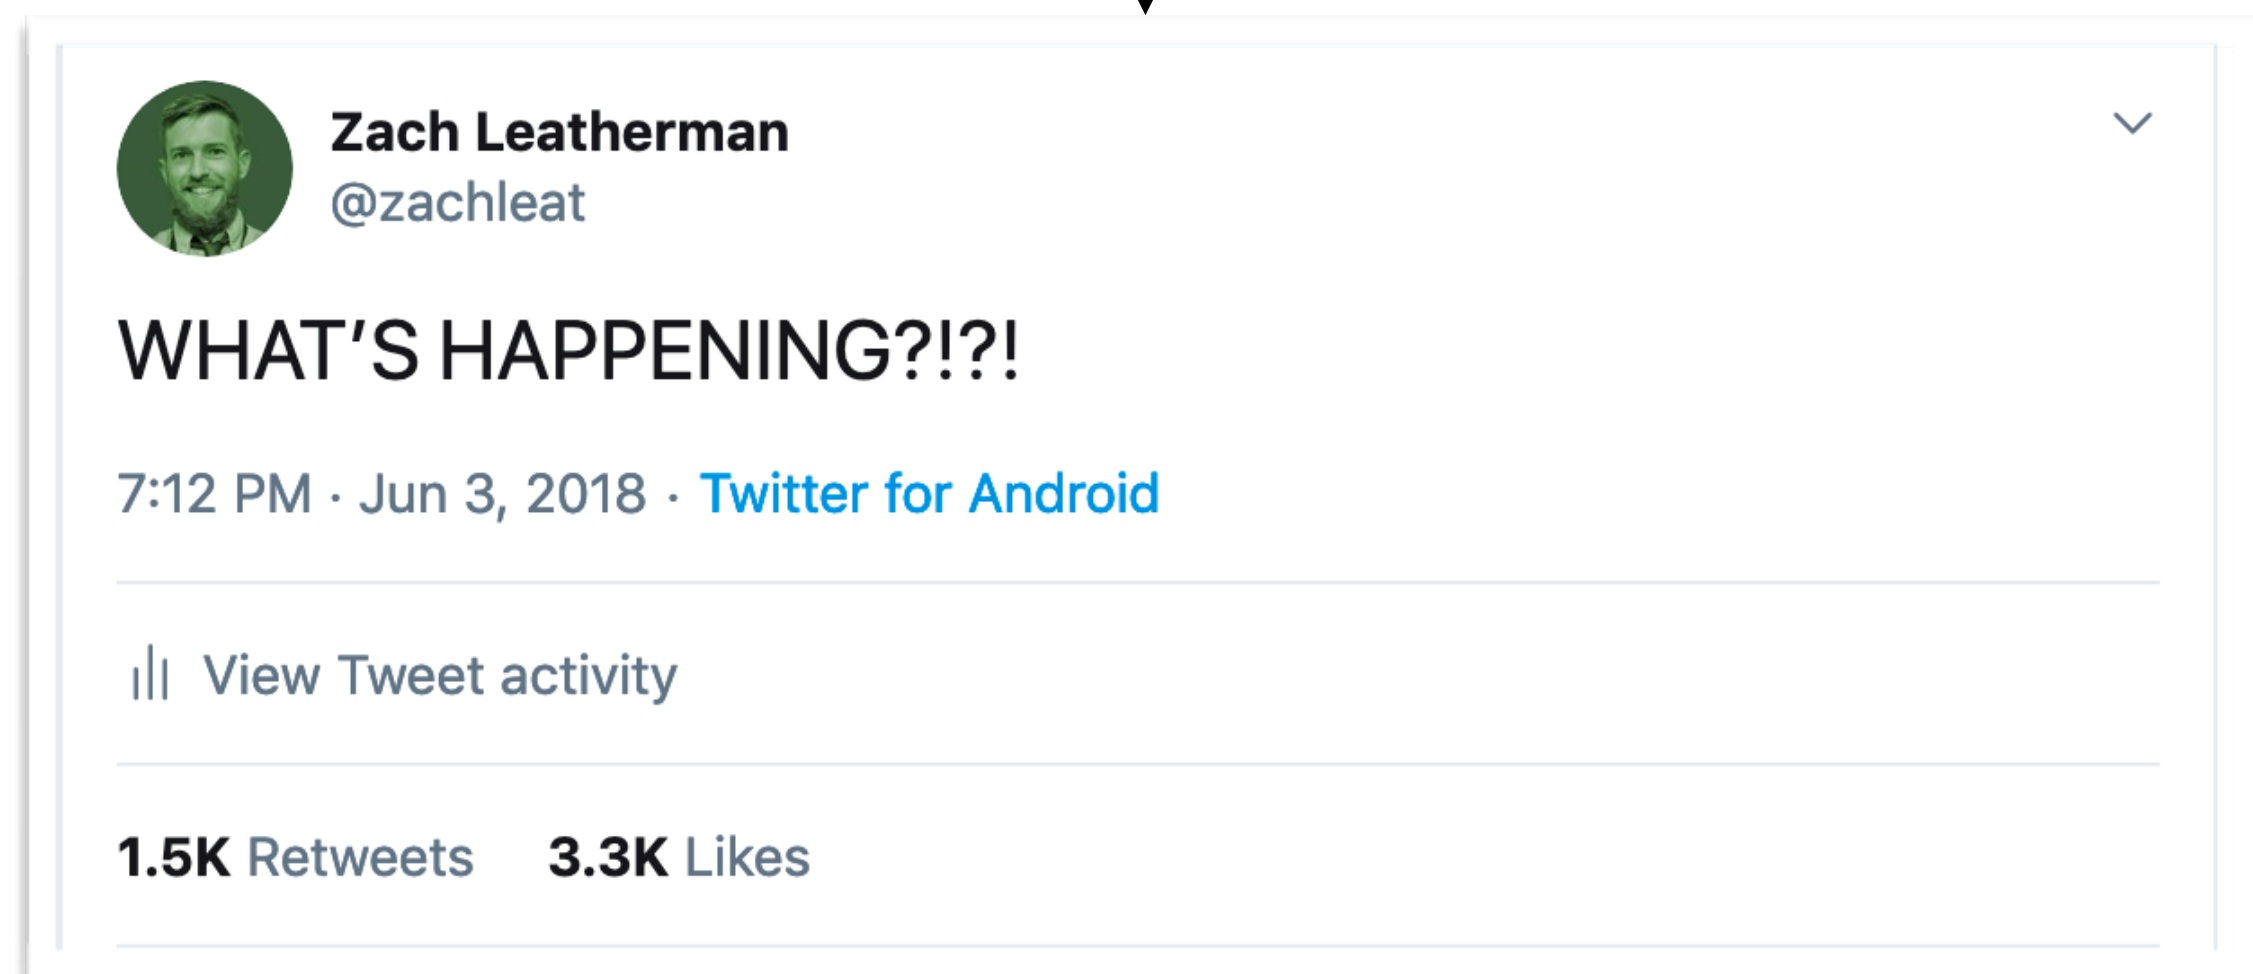 Zach Leatherman
@zachleat
WHAT’S HAPPENING?!?!
7:12 PM · Jun 3, 2018 · Twitter for Android
View Tweet activity
1.5K Retweets 3.3K Likes